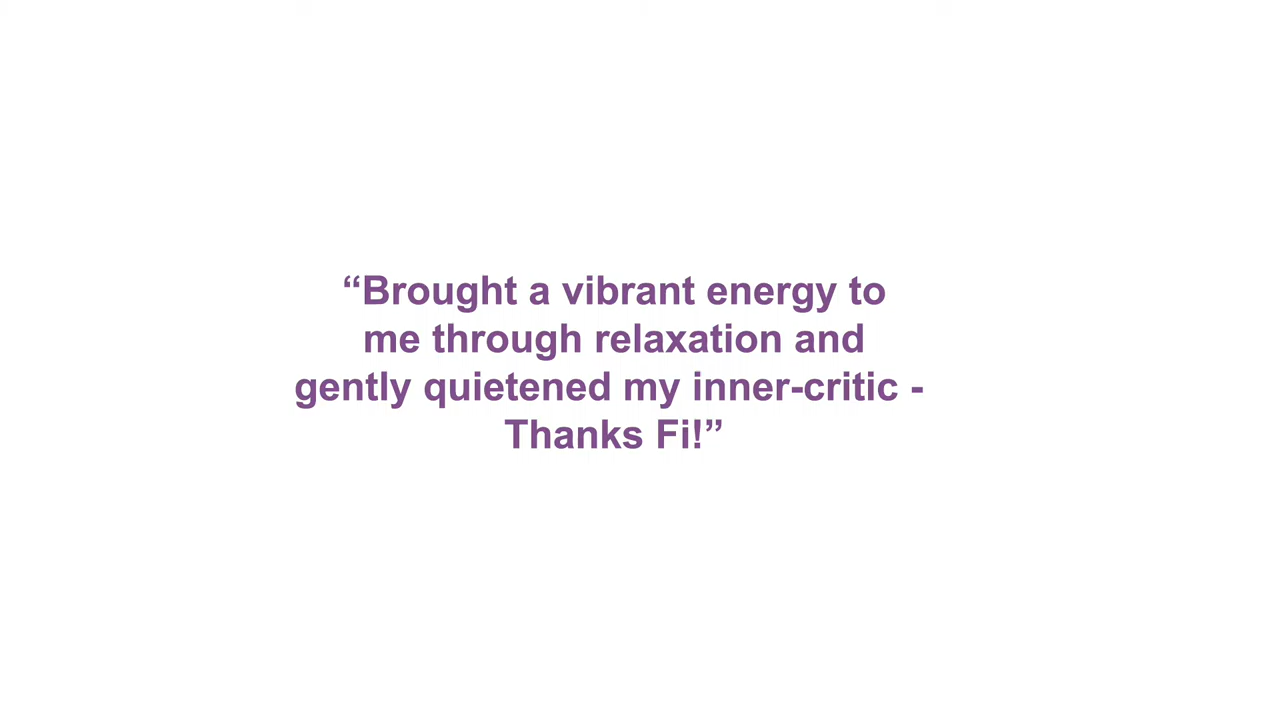 “Brought a vibrant energy to
me through relaxation and
gently quietened my inner-critic -
Thanks Fi!”